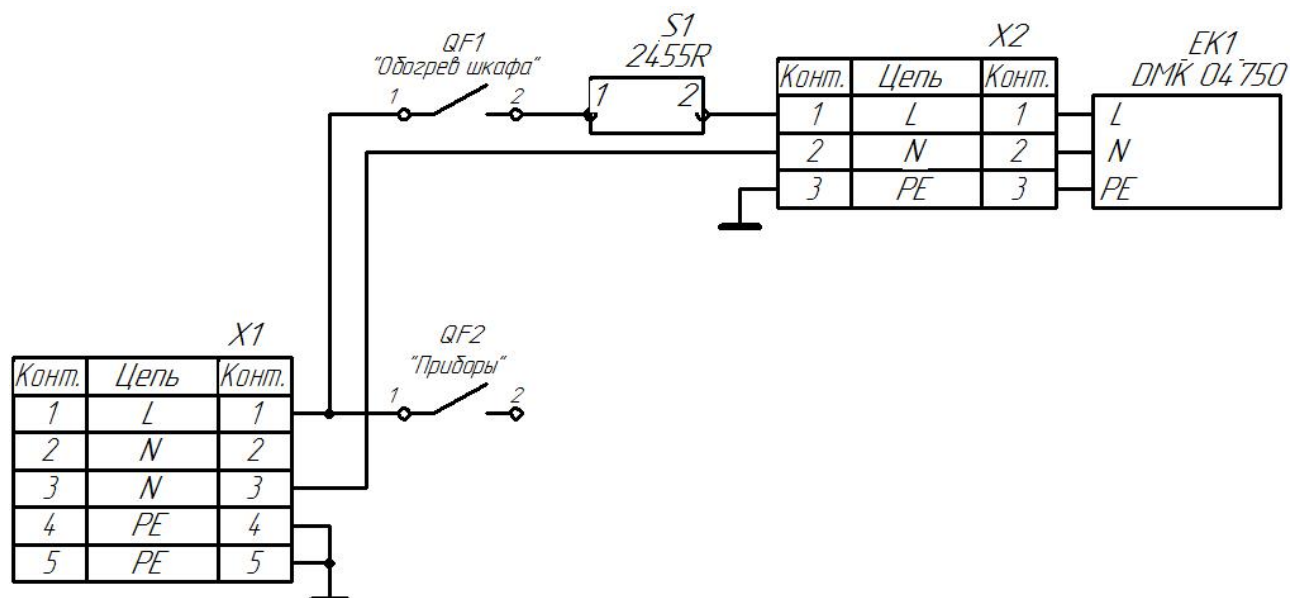 QF1
"Обогрев шкафа"
1 2
S1
2455R
1 2
X2
Конт. Цепь Конт.
1 L 1
2 N 2
3 PE 3
EK1
DMK 04 750
L
N
PE
X1
Конт. Цепь Конт.
1 L 1
2 N 2
3 N 3
4 PE 4
5 PE 5
QF2
"Приборы"
1 2